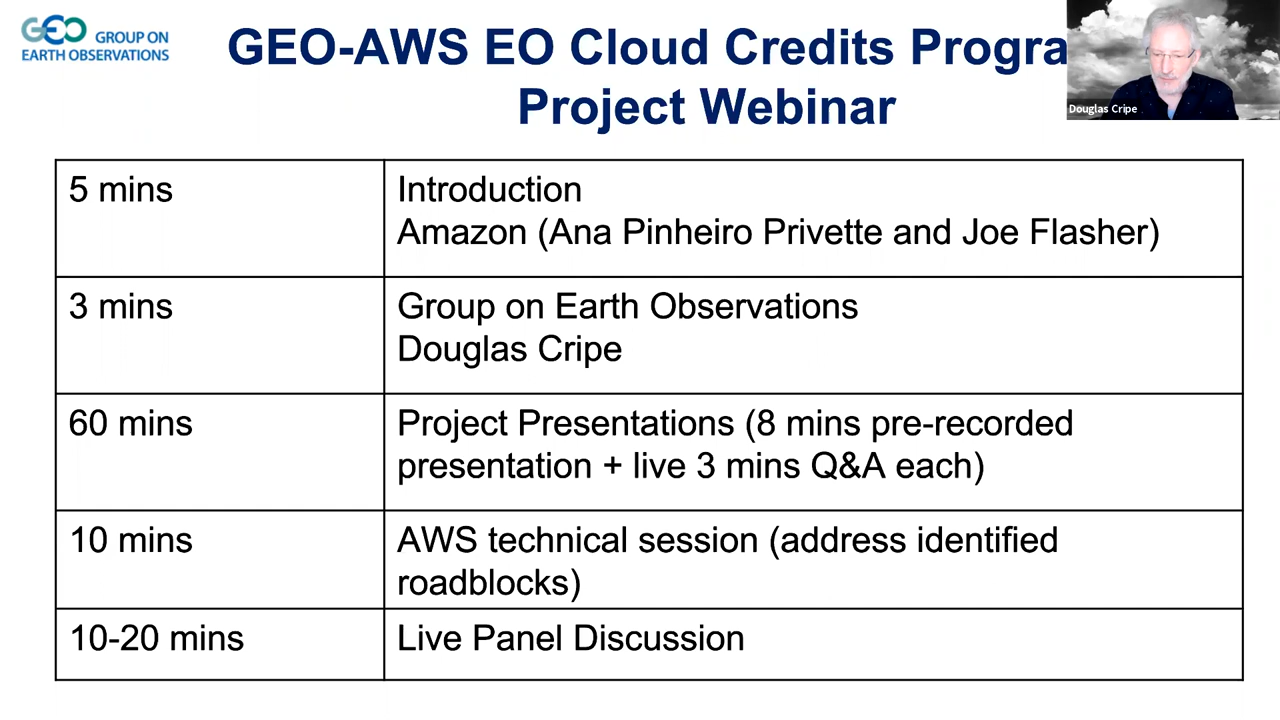 GEO GROUP ON
EARTH OBSERVATIONS
GEO-AWS EO Cloud Credits Progra
Project Webinar
Douglas Cripe
5 mins
Introduction
Amazon (Ana Pinheiro Privette and Joe Flasher)
3 mins
Group on Earth Observations
Douglas Cripe
60 mins
Project Presentations (8 mins pre-recorded
presentation + live 3 mins Q&A each)
10 mins
AWS technical session (address identified
roadblocks)
10-20 mins
Live Panel Discussion